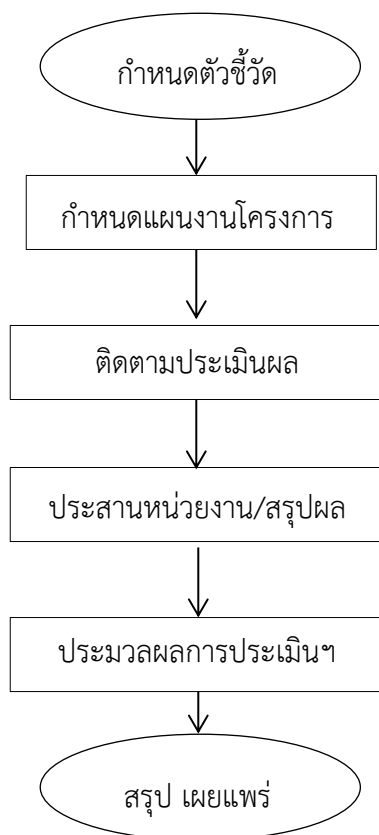 กำหนดตัวชี้วัด
กำหนดแผนงานโครงการ
ติดตามประเมินผล
ประสานหน่วยงาน/สรุปผล
ประมวลผลการประเมินฯ
สรุป เผยแพร่